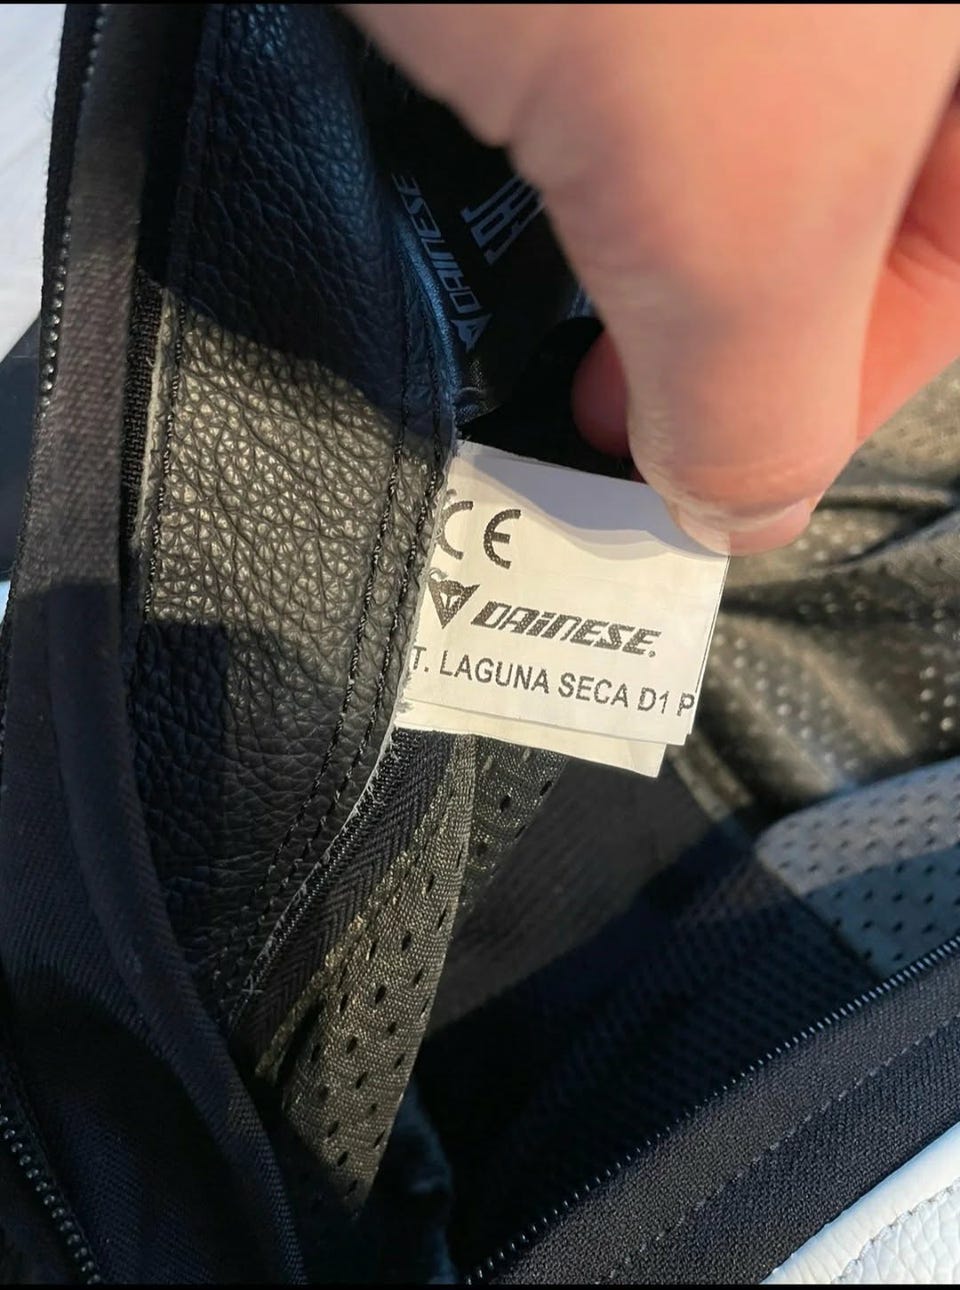 DAINESE
CE
DAINESE.
T. LAGUNA SECA D1 P